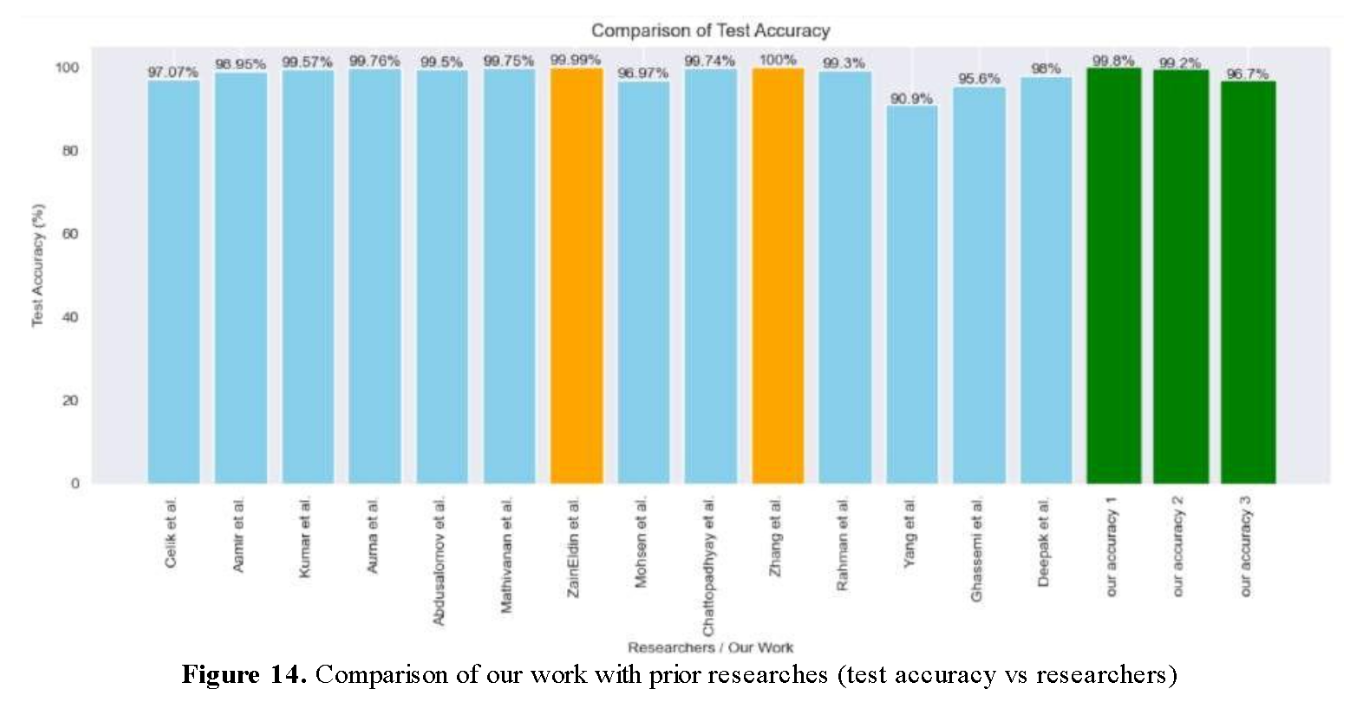 Comparison of Test Accuracy
97.07% 98.95% 99.57% 99.76% 99.5% 99.75% 99.99% 96.97% 99.74% 100% 99.3% 90.9% 95.6% 98% 99.8% 99.2% 96.7%
100
80
60
40
20
0
Test Accuracy (%)
Celik et al.
Aamir et al.
Kumar et al.
Aurna et al.
Abdusalomov et al.
Mathivanan et al.
ZainEldin et al.
Mohsen et al.
Chattopadhyay et al.
Zhang et al.
Rahman et al.
Yang et al.
Ghassemi et al.
Deepak et al.
our accuracy 1
our accuracy 2
our accuracy 3
Researchers / Our Work
Figure 14. Comparison of our work with prior researches (test accuracy vs researchers)